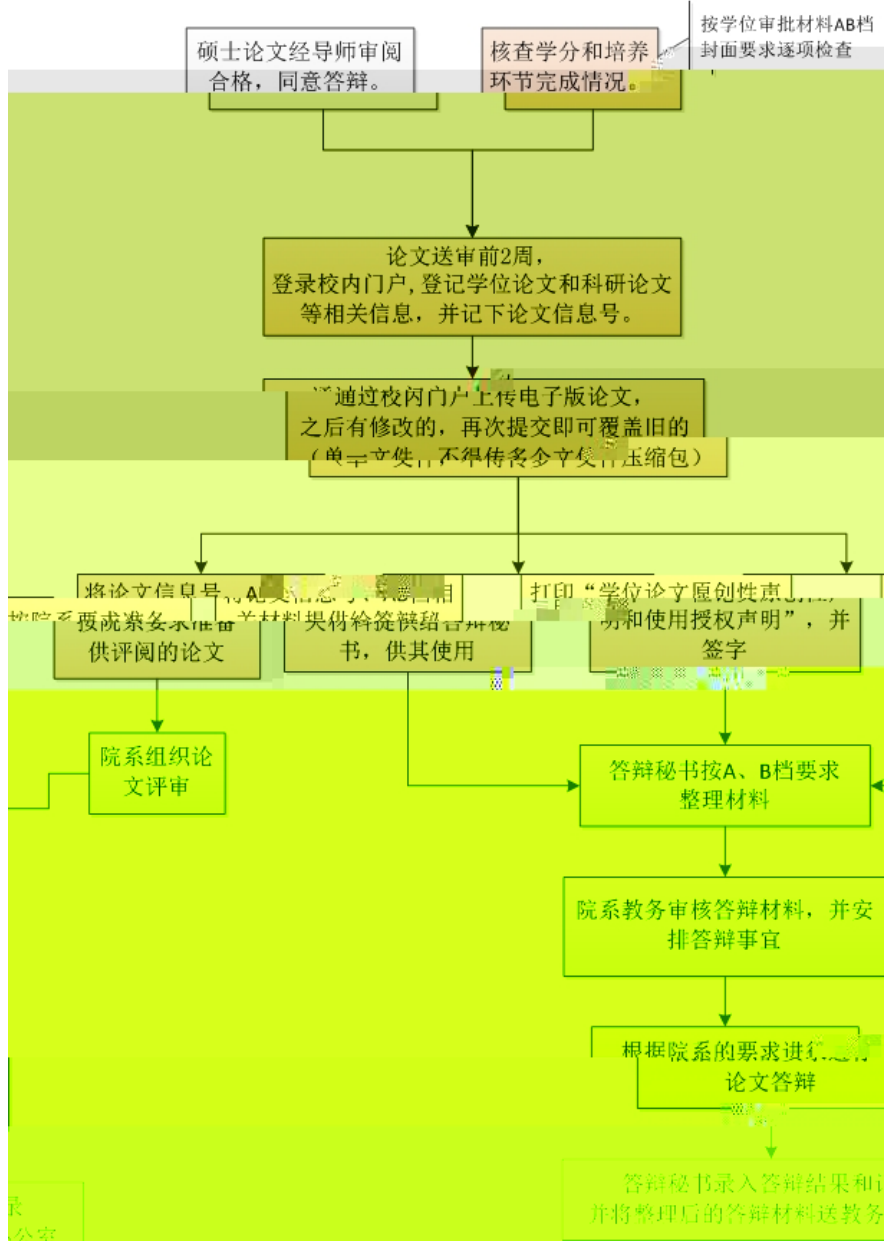 硕士论文经导师审阅
合格，同意答辩。
核查学分和培养
环节完成情况。
按学位审批材料AB档
封面要求逐项检查
论文送审前2周，
登录校内门户,登记学位论文和科研论文
等相关信息，并记下论文信息号。
上传电子版论文，
之后有修改的，再次提交即可覆盖旧的
压缩包）
将论文信息号
供评阅的论文
书，供其使用
打印“学位论文原创性声
明和使用授权声明”，并
签字
院系组织论
文评审
答辩秘书按A、B档要求
整理材料
院系教务审核答辩材料，并安
排答辩事宜
根据院系的要求进
论文答辩
答辩秘书录入答辩结果和
并将整理后的答辩材料送教务
录
公室